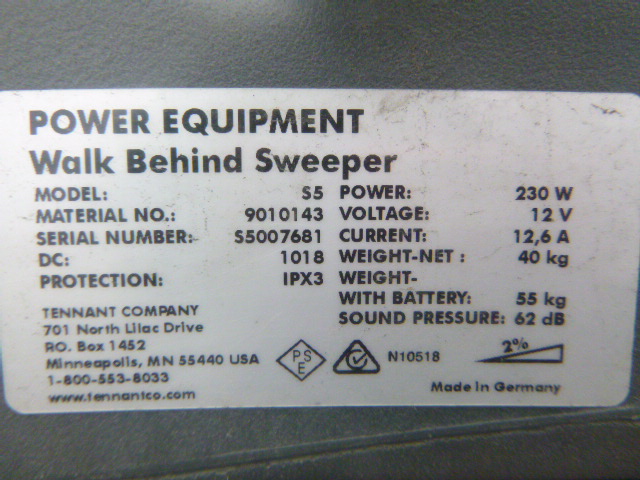 POWER EQUIPMENT
Walk Behind Sweeper
MODEL: S5 POWER: 230 W
MATERIAL NO.: 9010143 VOLTAGE: 12 V
SERIAL NUMBER: S5007681 CURRENT: 12,6 A
DC: 1018 WEIGHT-NET : 40 kg
PROTECTION: IPX3 WEIGHT-
WITH BATTERY: 55 kg
SOUND PRESSURE: 62 dB
TENNANT COMPANY
701 North Lilac Drive
P.O. Box 1452
Minneapolis, MN 55440 USA
1-800-553-8033
www.tennantco.com
PS
E
N10518
2%
Made in Germany